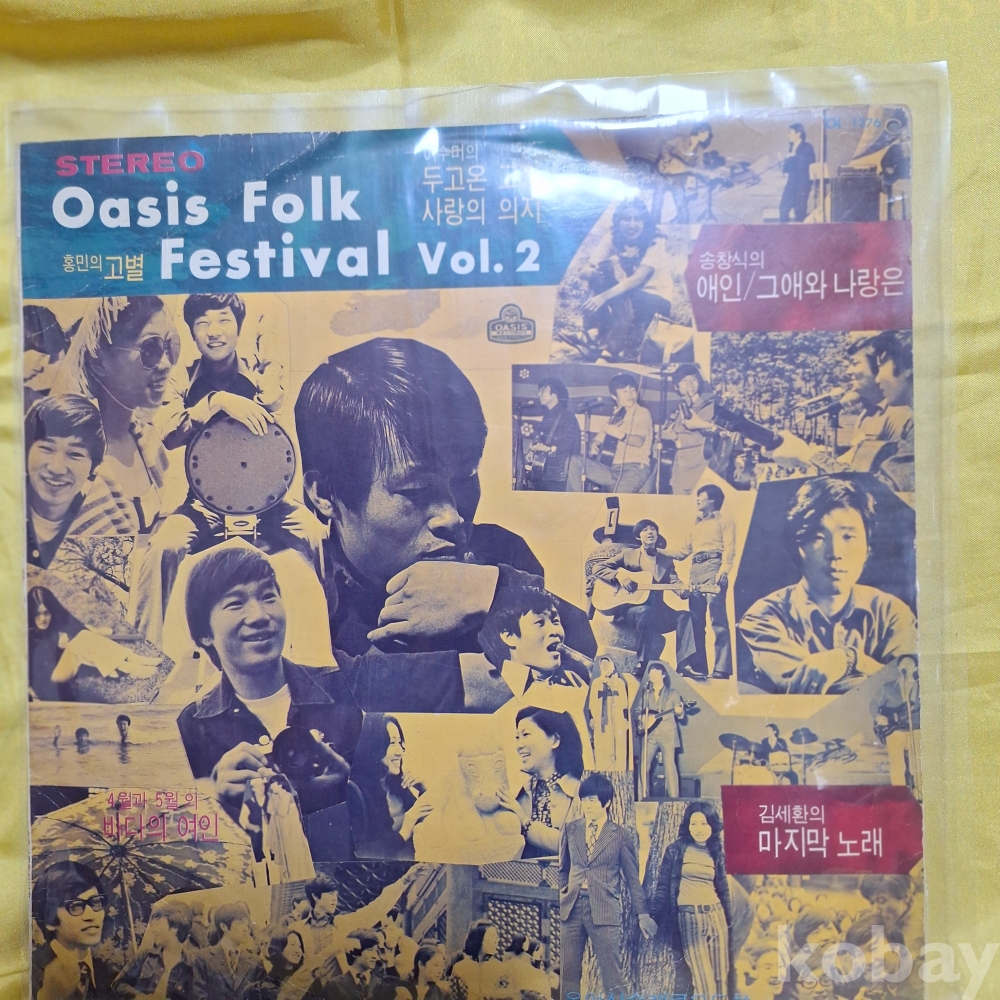 STEREO
Oasis Folk
Festival Vol. 2
두고온
사랑의 의지
홍민의 고별
송창식의
애인/그애와 나랑은
OASIS
4월과 5월의
바다의 여인
김세환의
마지막 노래
kobay